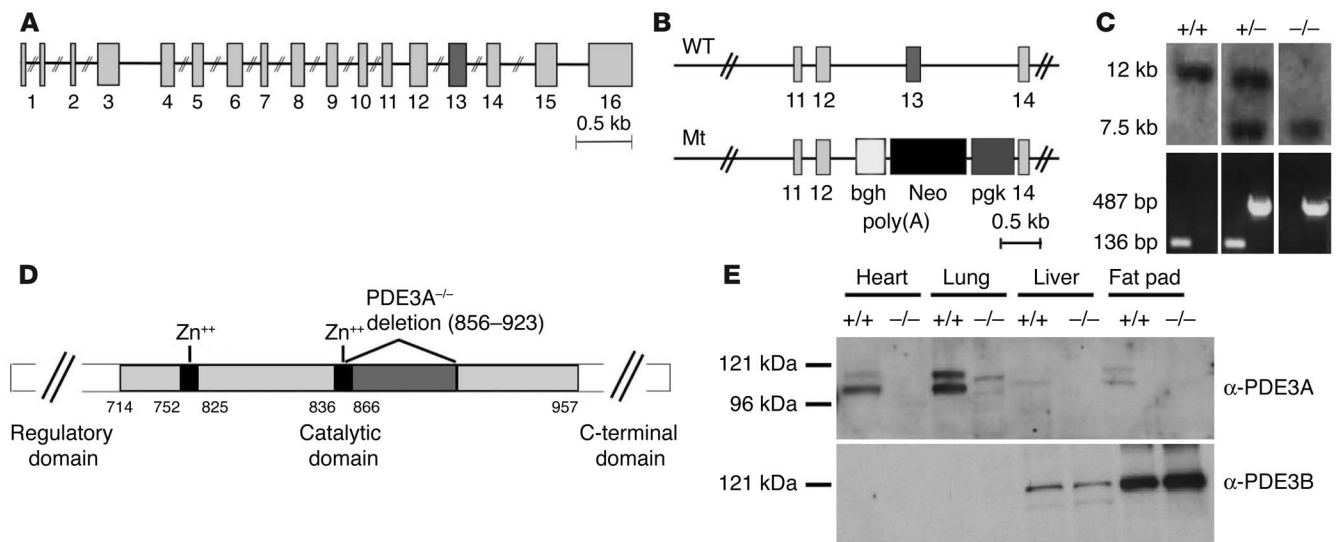 A
1 2 3 4 5 6 7 8 9 10 11 12 13 14 15 16
0.5 kb
B
WT
11 12 13 14
Mt
11 12 bgh Neo pgk 14
poly(A)
0.5 kb
C
+/+ +/– –/–
12 kb
7.5 kb
487 bp
136 bp
D
PDE3A–/–
deletion (856–923)
Zn++ Zn++
714 752 825 836 866 957
Regulatory
domain
Catalytic
domain
C-terminal
domain
E
Heart Lung Liver Fat pad
+/+ –/– +/+ –/– +/+ –/– +/+ –/–
121 kDa
96 kDa
α-PDE3A
121 kDa
α-PDE3B